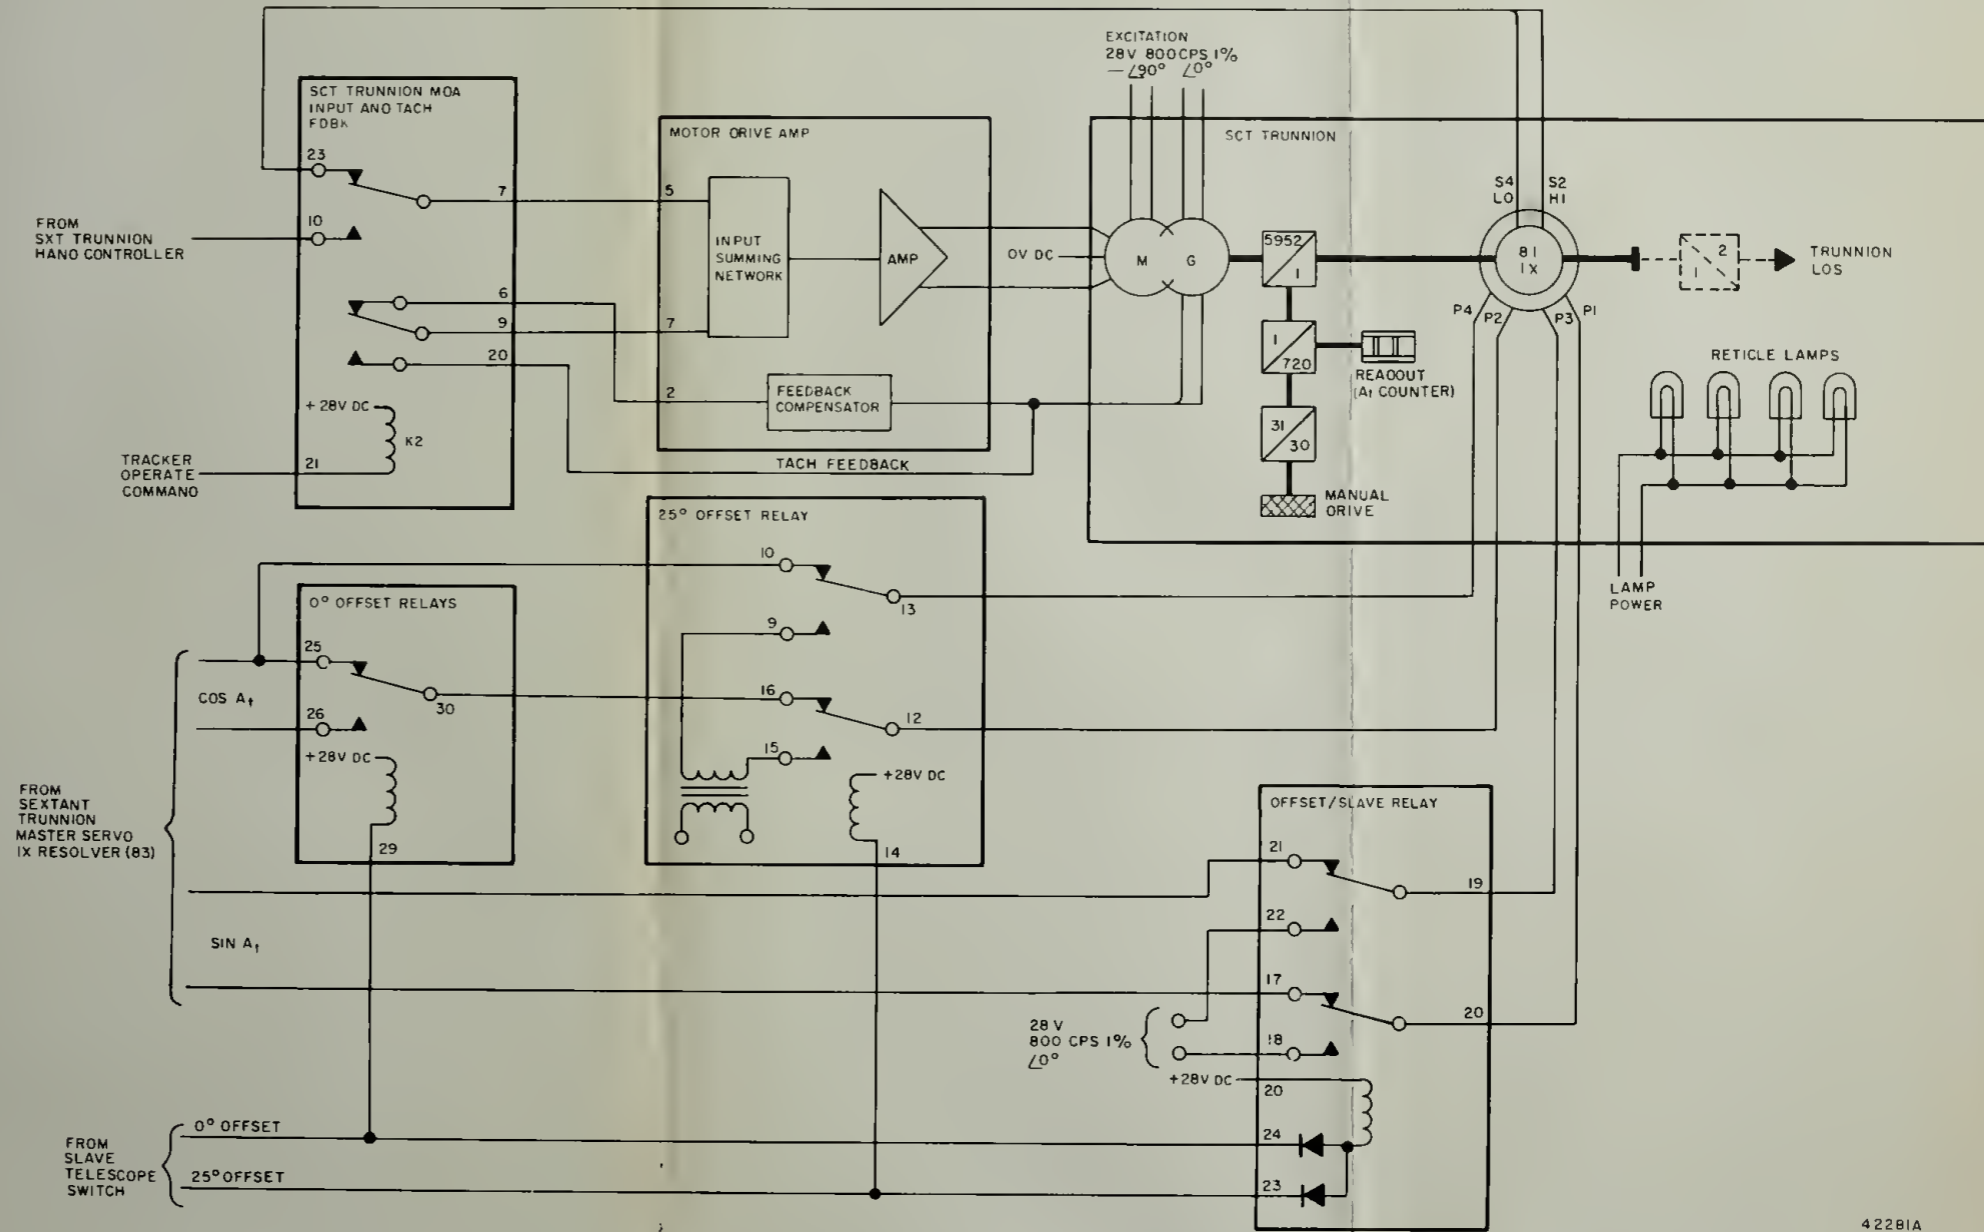 EXCITATION
28V 800CPS 1%
—∠90° ∠0°
SCT TRUNNION MDA
INPUT AND TACH
FDBK
23
7
10
6
9
20
+28V DC
K2
21
FROM
SXT TRUNNION
HAND CONTROLLER
TRACKER
OPERATE
COMMAND
MOTOR DRIVE AMP
5
INPUT
SUMMING
NETWORK
AMP
7
2
FEEDBACK
COMPENSATOR
TACH FEEDBACK
0V DC
SCT TRUNNION
M
G
5952
1
1
720
31
30
READOUT
(At COUNTER)
MANUAL
DRIVE
S4
LO
S2
HI
81
1X
P4
P2
P3
P1
1
2
TRUNNION
LOS
RETICLE LAMPS
LAMP
POWER
25° OFFSET RELAY
10
13
9
16
12
15
+28V DC
14
0° OFFSET RELAYS
25
30
26
+28V DC
29
COS At
FROM
SEXTANT
TRUNNION
MASTER SERVO
1X RESOLVER (83)
SIN At
OFFSET/SLAVE RELAY
21
19
22
17
20
18
28 V
800 CPS 1%
∠0°
+28V DC
20
24
23
FROM
SLAVE
TELESCOPE
SWITCH
0° OFFSET
25° OFFSET
42281A